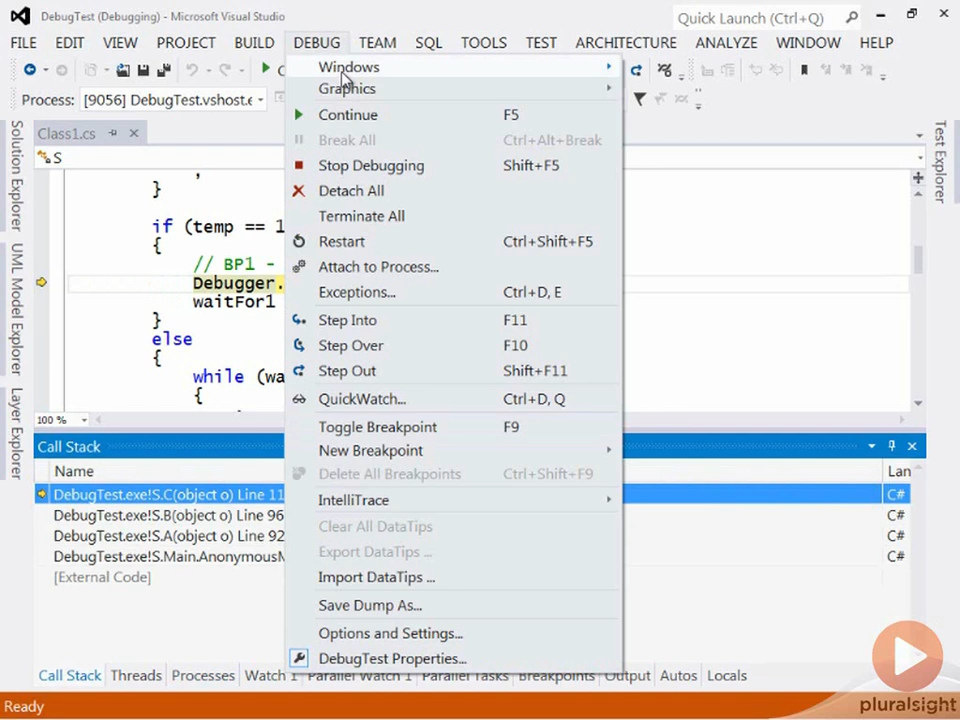 DebugTest (Debugging) - Microsoft Visual Studio
Quick Launch (Ctrl+Q)
FILE EDIT VIEW PROJECT BUILD DEBUG TEAM SQL TOOLS TEST ARCHITECTURE ANALYZE WINDOW HELP
Process: [9056] DebugTest.vshost.e
Class1.cs
S
Solution Explorer
UML Model Explorer
Layer Explorer
Test Explorer
}
if (temp == 1
{
// BP1 -
Debugger.
waitFor1
}
else
{
while (wa
{
100 %
Windows
Graphics
Continue F5
Break All Ctrl+Alt+Break
Stop Debugging Shift+F5
Detach All
Terminate All
Restart Ctrl+Shift+F5
Attach to Process...
Exceptions... Ctrl+D, E
Step Into F11
Step Over F10
Step Out Shift+F11
QuickWatch... Ctrl+D, Q
Toggle Breakpoint F9
New Breakpoint
Delete All Breakpoints Ctrl+Shift+F9
IntelliTrace
Clear All DataTips
Export DataTips ...
Import DataTips ...
Save Dump As...
Options and Settings...
DebugTest Properties...
Call Stack
Name Lan
DebugTest.exe!S.C(object o) Line 11 C#
DebugTest.exe!S.B(object o) Line 96 C#
DebugTest.exe!S.A(object o) Line 92 C#
DebugTest.exe!S.Main.AnonymousM C#
[External Code]
Call Stack Threads Processes Watch 1 Parallel Watch 1 Parallel Tasks Breakpoints Output Autos Locals
Ready
pluralsight